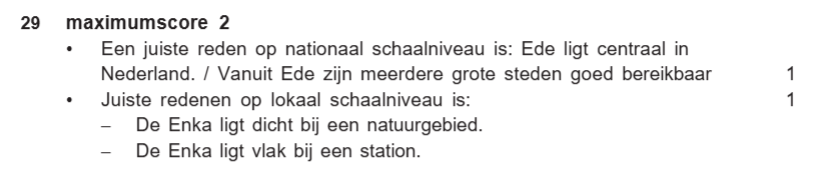 29 maximumscore 2
• Een juiste reden op nationaal schaalniveau is: Ede ligt centraal in
Nederland. / Vanuit Ede zijn meerdere grote steden goed bereikbaar 1
• Juiste redenen op lokaal schaalniveau is: 1
− De Enka ligt dicht bij een natuurgebied.
− De Enka ligt vlak bij een station.